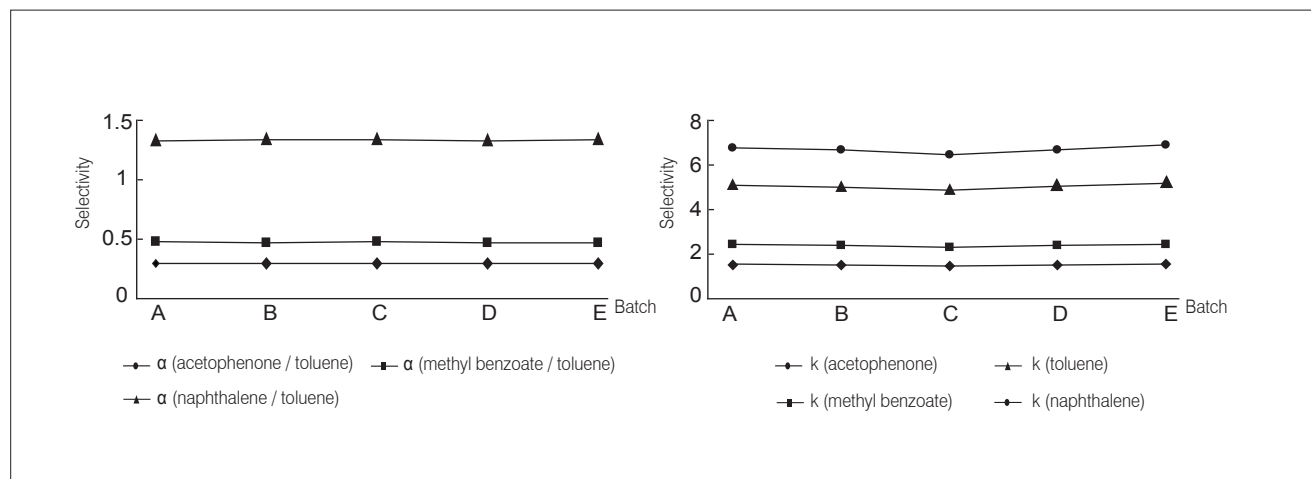 1.5
1
0.5
0
Selectivity
A B C D E Batch
α (acetophenone / toluene) α (methyl benzoate / toluene)
α (naphthalene / toluene)
8
6
4
2
0
Selectivity
A B C D E Batch
k (acetophenone) k (toluene)
k (methyl benzoate) k (naphthalene)